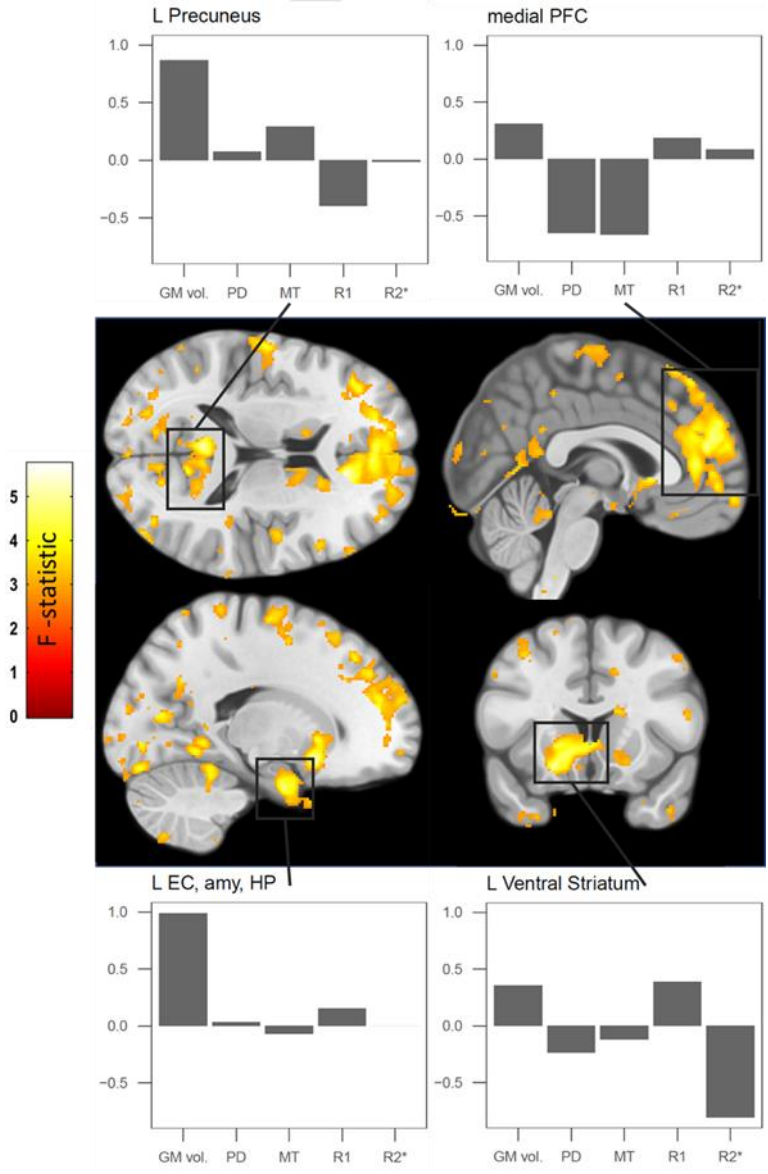 L Precuneus
1.0
0.5
0.0
−0.5
GM vol. PD MT R1 R2*
medial PFC
1.0
0.5
0.0
−0.5
GM vol. PD MT R1 R2*
5
4
3
2
1
0
F -statistic
L EC, amy, HP
1.0
0.5
0.0
−0.5
GM vol. PD MT R1 R2*
L Ventral Striatum
1.0
0.5
0.0
−0.5
GM vol. PD MT R1 R2*